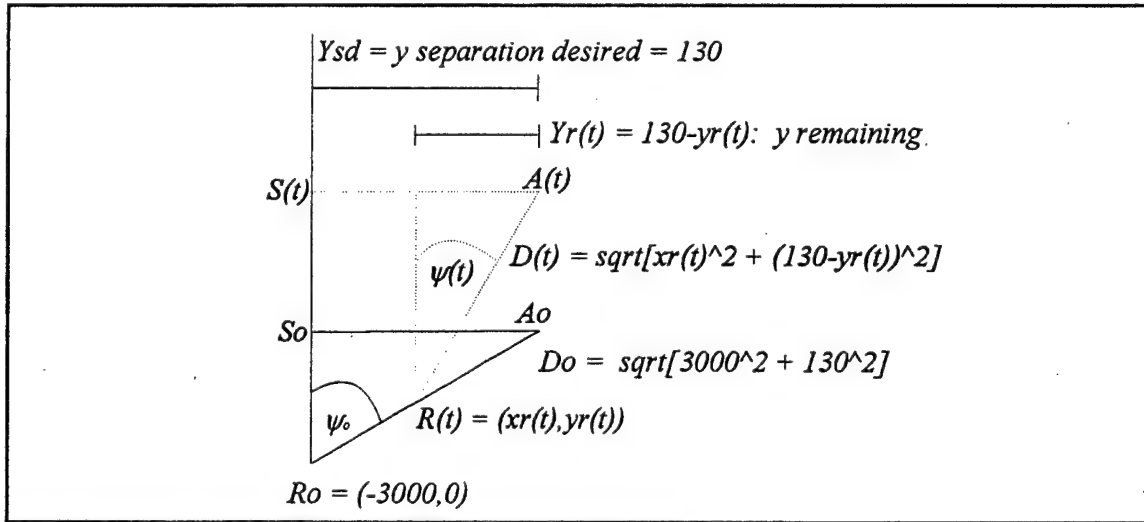 Ysd = y separation desired = 130
Yr(t) = 130-yr(t): y remaining.
S(t) A(t)
ψ(t) D(t) = sqrt[xr(t)^2 + (130-yr(t))^2]
So Ao
Do = sqrt[3000^2 + 130^2]
ψo R(t) = (xr(t),yr(t))
Ro = (-3000,0)